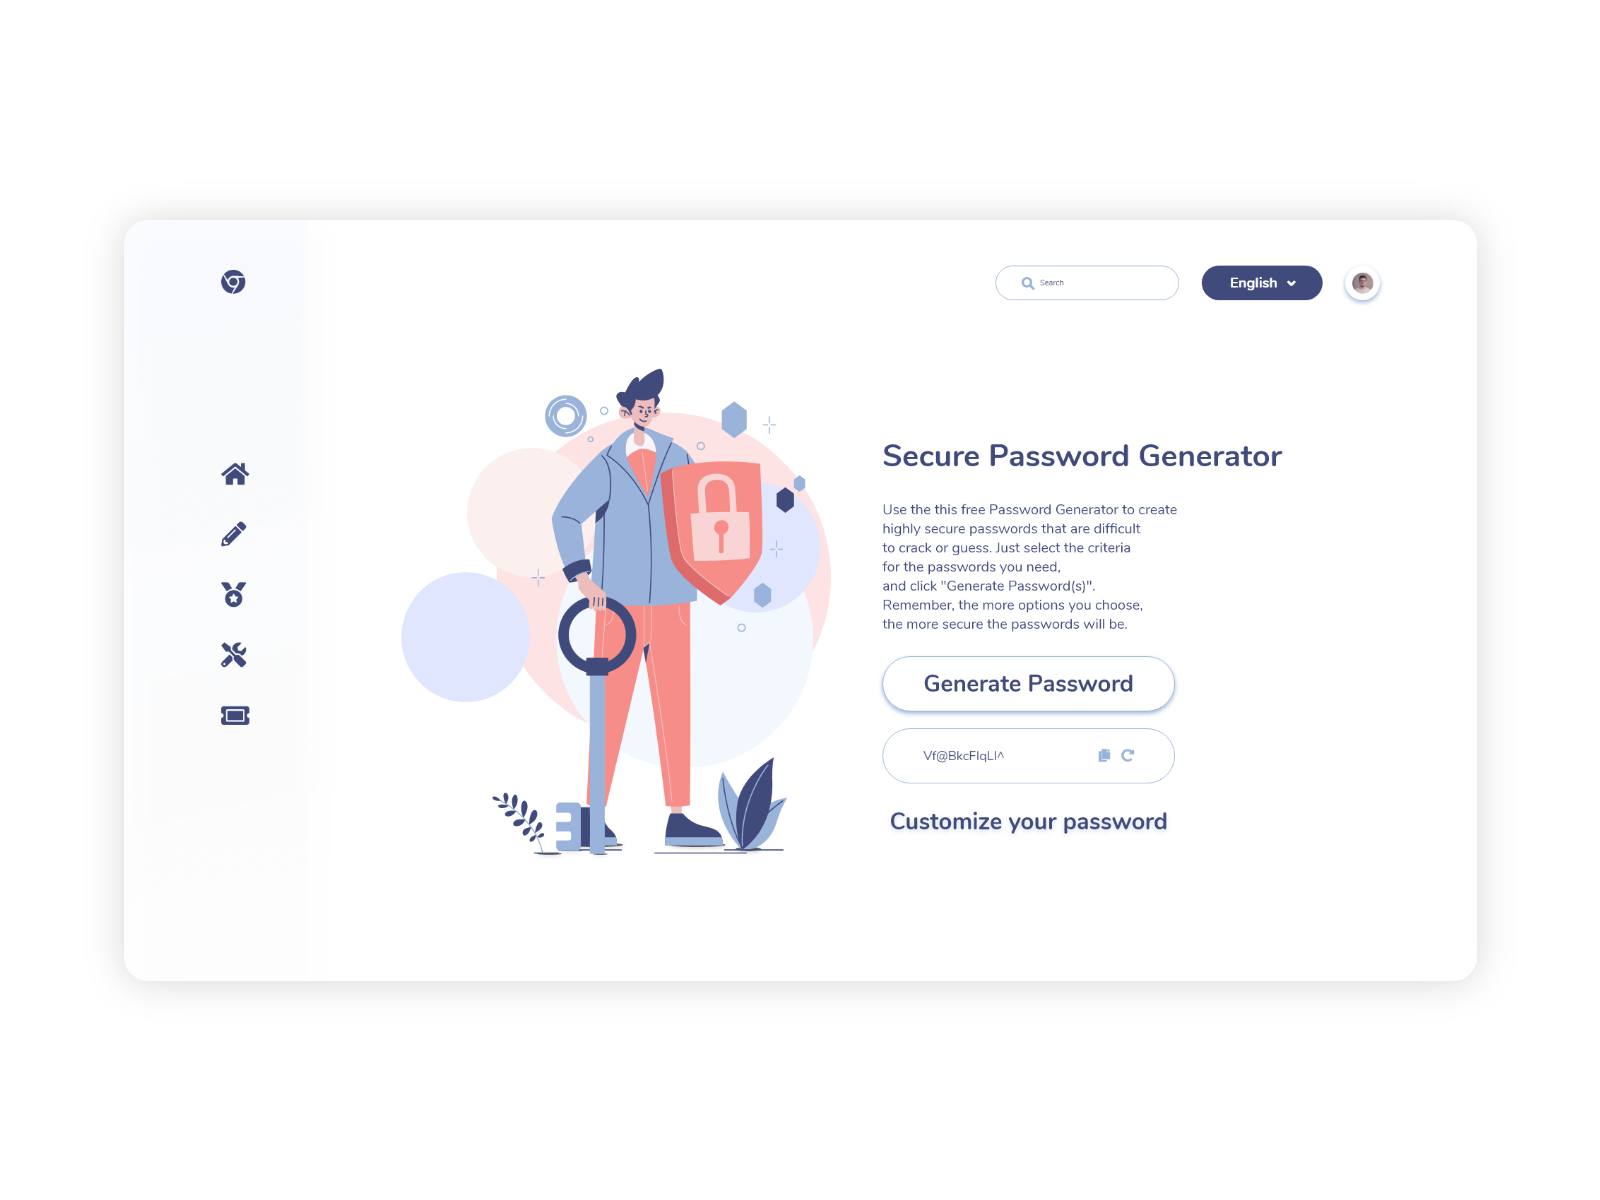 Search
English
Secure Password Generator
Use the this free Password Generator to create
highly secure passwords that are difficult
to crack or guess. Just select the criteria
for the passwords you need,
and click "Generate Password(s)".
Remember, the more options you choose,
the more secure the passwords will be.
Generate Password
Vf@BkcFIqLI^
Customize your password